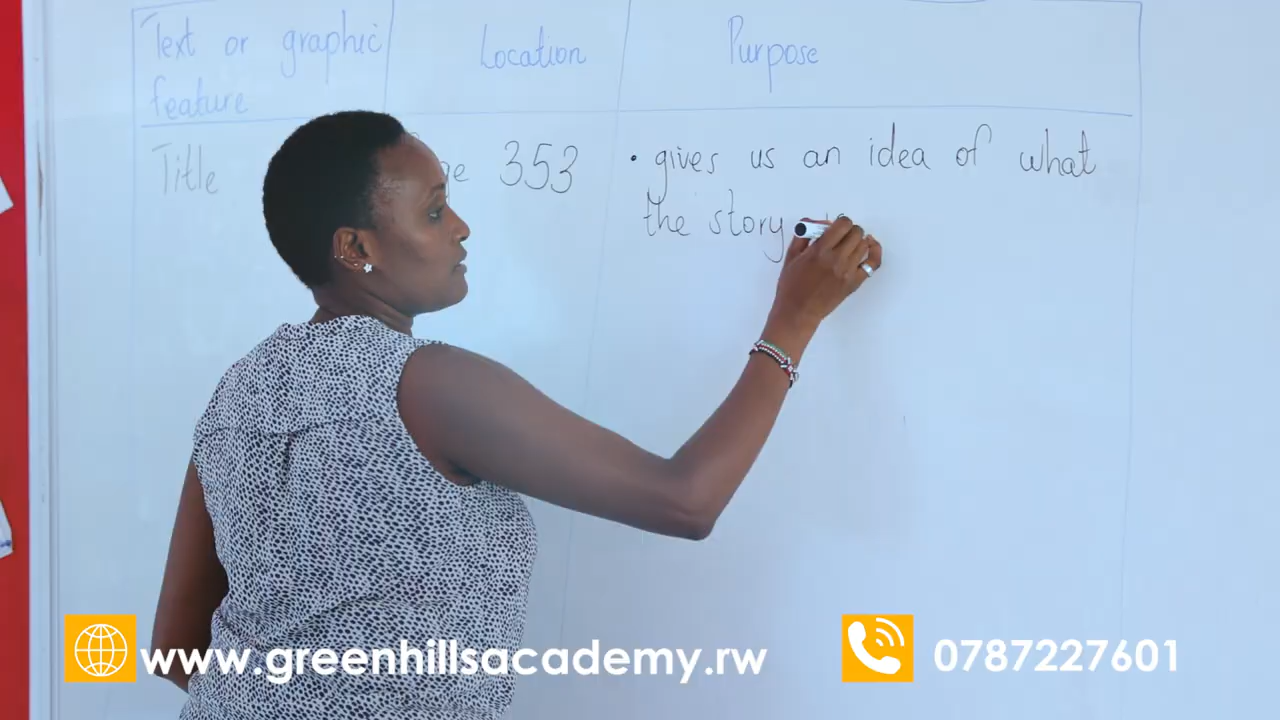 Text or graphic feature
Location
Purpose
Title
353
• gives us an idea of what
the story
www.greenhillsacademy.rw
0787227601